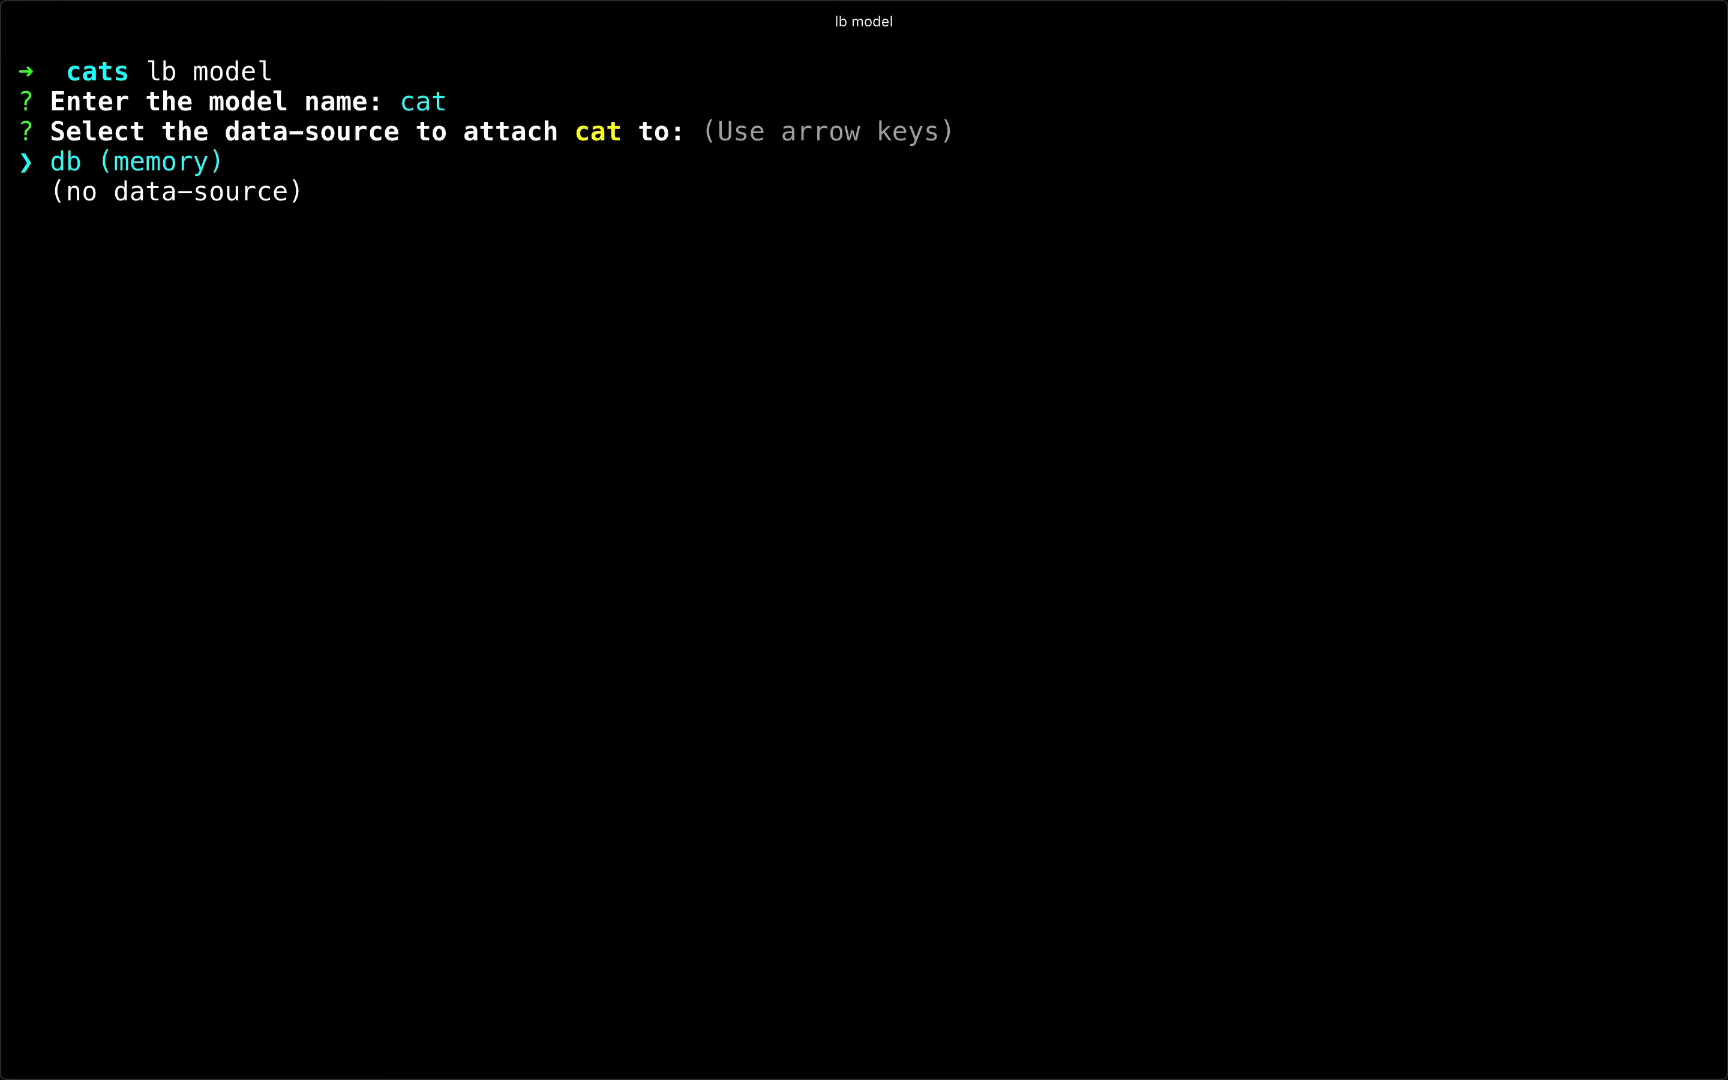 lb model
➜  cats lb model
? Enter the model name: cat
? Select the data-source to attach cat to: (Use arrow keys)
❯ db (memory)
  (no data-source)